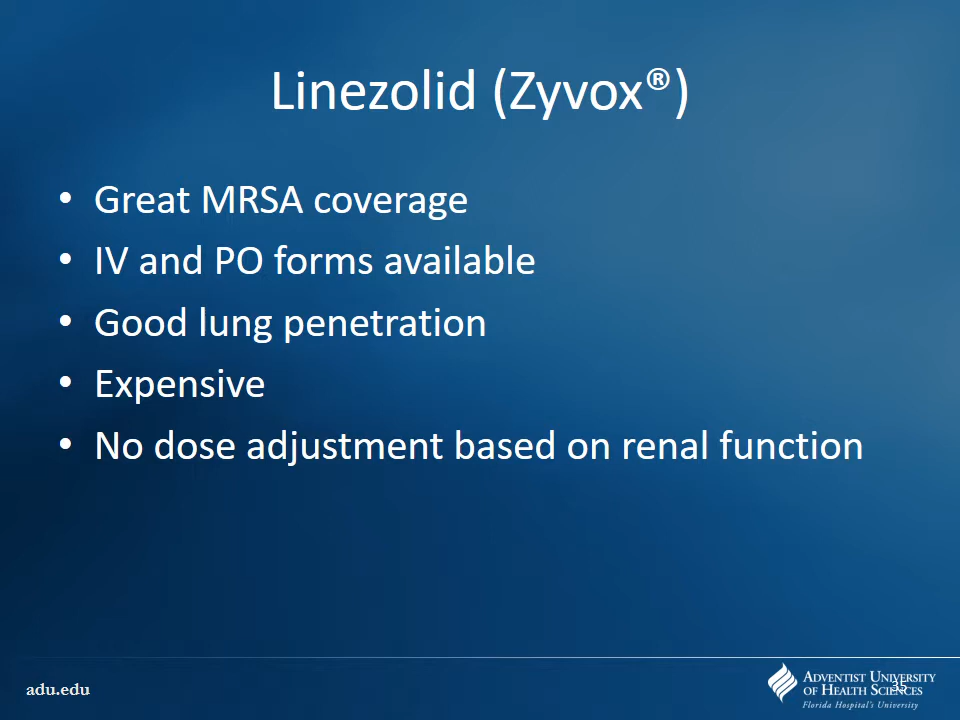 Linezolid (Zyvox®)
• Great MRSA coverage
• IV and PO forms available
• Good lung penetration
• Expensive
• No dose adjustment based on renal function
adu.edu
ADVENTIST UNIVERSITY
OF HEALTH SCIENCES
Florida Hospital's University
35